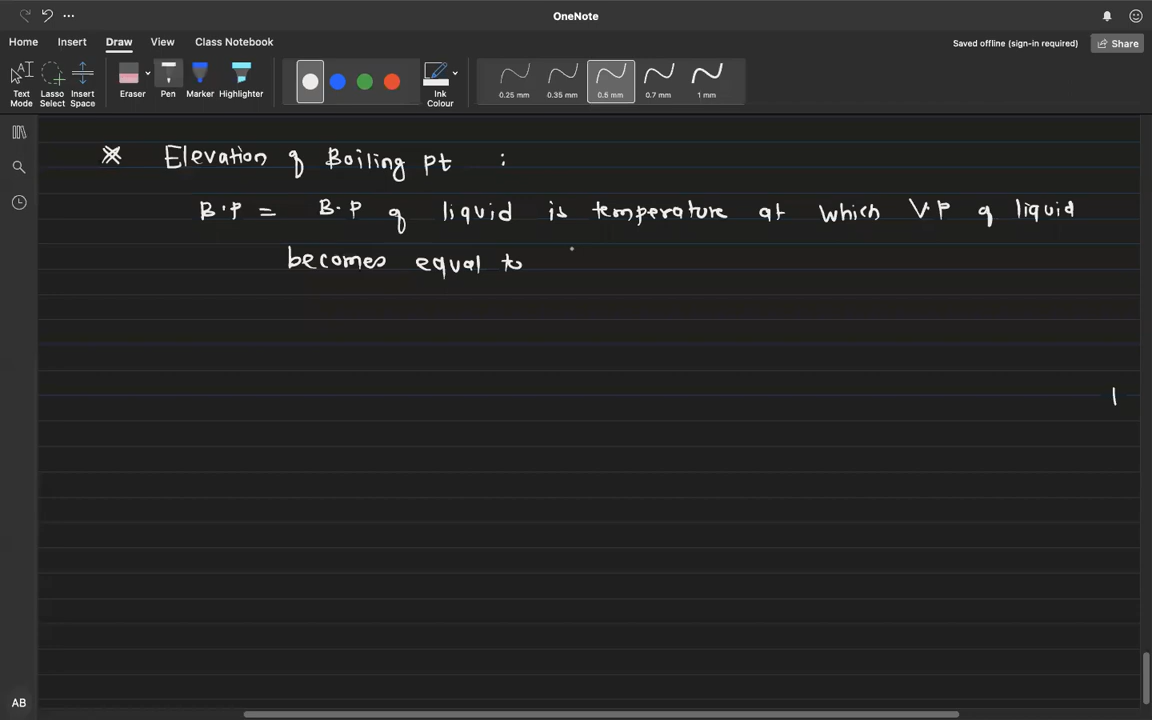 OneNote
Home Insert Draw View Class Notebook
Saved offline (sign-in required) Share
Text Mode Lasso Select Insert Space Eraser Pen Marker Highlighter Ink Colour 0.25 mm 0.35 mm 0.5 mm 0.7 mm 1 mm
Elevation of Boiling pt :
B.P = B.P of liquid is temperature at which V.P of liquid
becomes equal to
AB